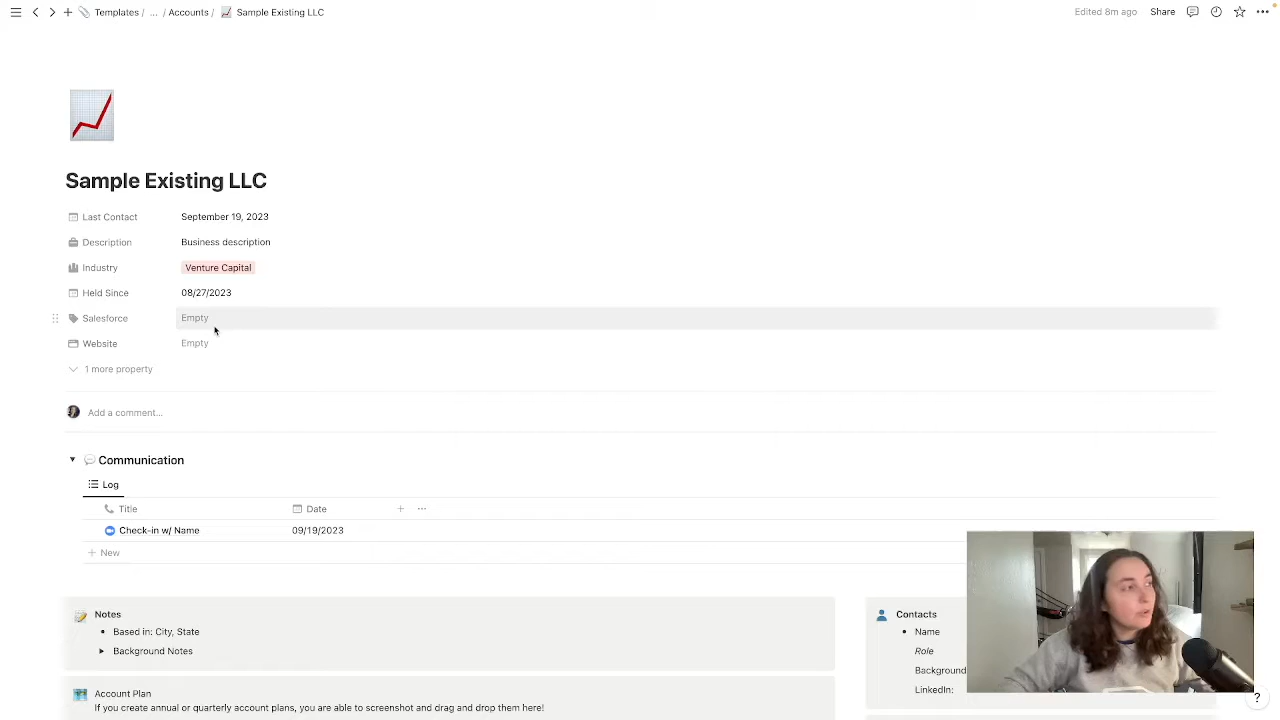 Templates / ... / Accounts / Sample Existing LLC
Edited 8m ago Share
Sample Existing LLC
Last Contact September 19, 2023
Description Business description
Industry Venture Capital
Held Since 08/27/2023
Salesforce Empty
Website Empty
1 more property
Add a comment...
Communication
Log
Title Date
Check-in w/ Name 09/19/2023
New
Notes
Based in: City, State
Background Notes
Account Plan
If you create annual or quarterly account plans, you are able to screenshot and drag and drop them here!
Contacts
Name
Role
Background
LinkedIn:
?